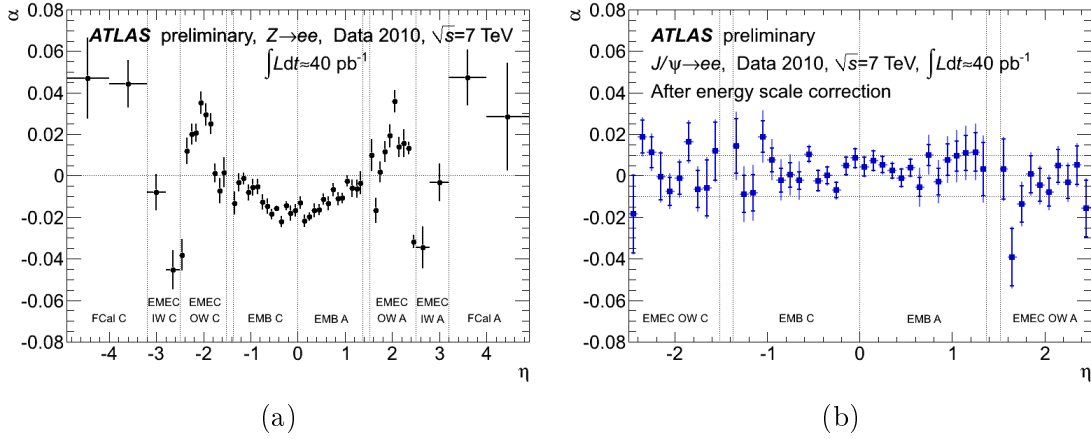 α
0.08
0.06
0.04
0.02
0
-0.02
-0.04
-0.06
-0.08
ATLAS preliminary, Z→ee, Data 2010, √s=7 TeV
∫Ldt≈40 pb⁻¹
FCal C
EMEC
IW C
EMEC
OW C
EMB C
EMB A
EMEC
OW A
EMEC
IW A
FCal A
-4 -3 -2 -1 0 1 2 3 4
η
(a)
α
0.08
0.06
0.04
0.02
0
-0.02
-0.04
-0.06
-0.08
ATLAS preliminary
J/ψ→ee, Data 2010, √s=7 TeV, ∫Ldt≈40 pb⁻¹
After energy scale correction
EMEC OW C
EMB C
EMB A
EMEC OW A
-2 -1 0 1 2
η
(b)